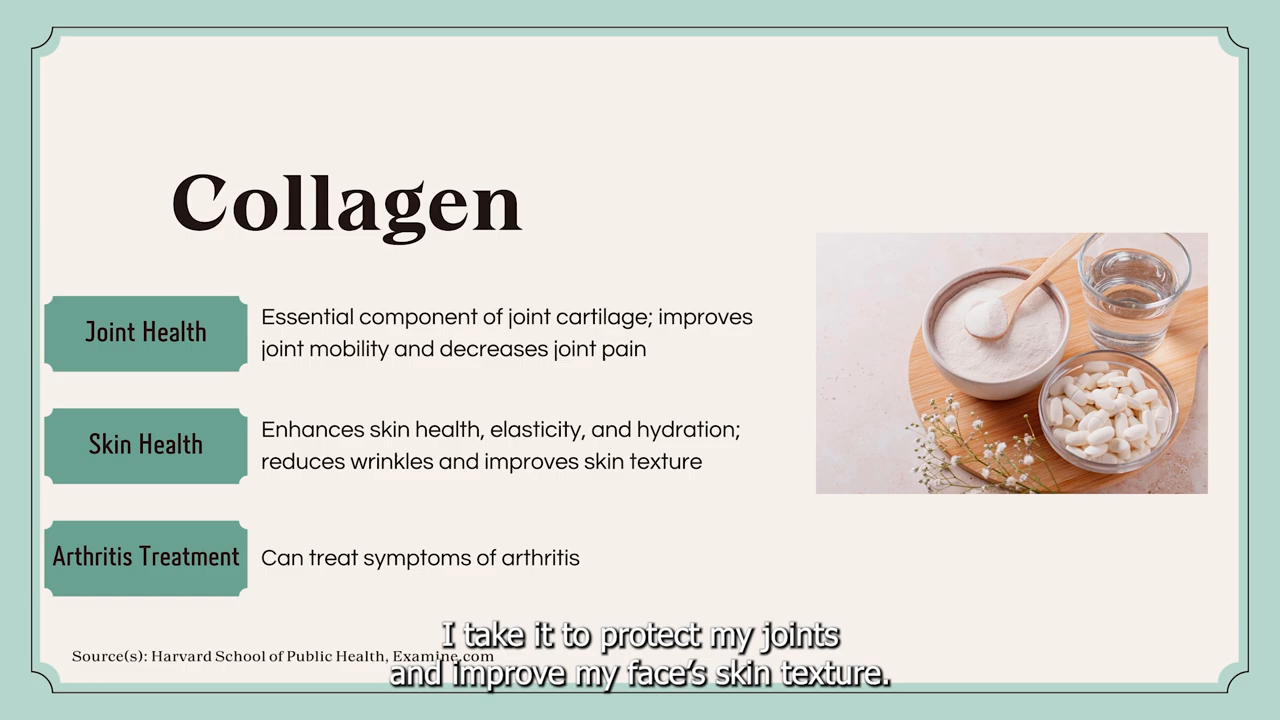 Collagen
Joint Health
Essential component of joint cartilage; improves
joint mobility and decreases joint pain
Skin Health
Enhances skin health, elasticity, and hydration;
reduces wrinkles and improves skin texture
Arthritis Treatment
Can treat symptoms of arthritis
Source(s): Harvard School of Public Health, Examine.com
I take it to protect my joints
and improve my face's skin texture.